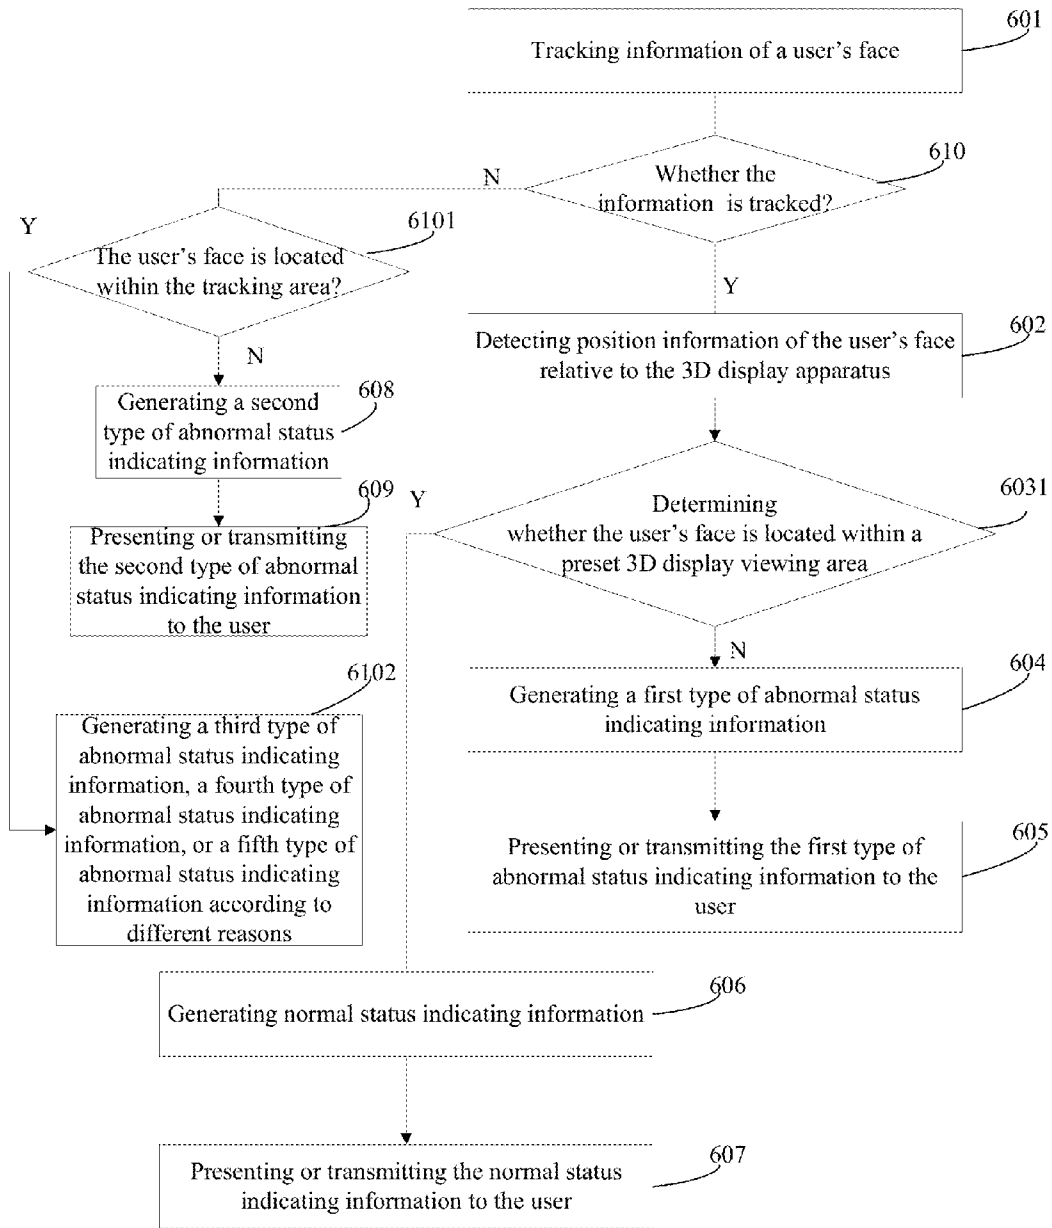 601
Tracking information of a user's face
610
Whether the
information is tracked?
N
Y
6101
The user's face is located
within the tracking area?
Y
N
602
Detecting position information of the user's face
relative to the 3D display apparatus
608
Generating a second
type of abnormal status
indicating information
609
Presenting or transmitting
the second type of abnormal
status indicating information
to the user
6031
Determining
whether the user's face is located within a
preset 3D display viewing area
Y
N
604
Generating a first type of abnormal status
indicating information
6102
Generating a third type of
abnormal status indicating
information, a fourth type of
abnormal status indicating
information, or a fifth type of
abnormal status indicating
information according to
different reasons
605
Presenting or transmitting the first type of
abnormal status indicating information to the
user
606
Generating normal status indicating information
607
Presenting or transmitting the normal status
indicating information to the user